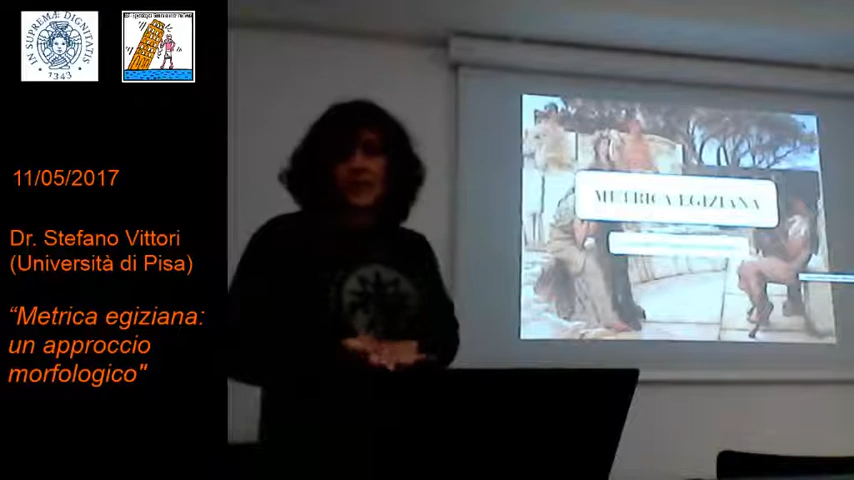 IN SUPREMÆ DIGNITATIS
1343
11/05/2017
Dr. Stefano Vittori
(Università di Pisa)
“Metrica egiziana:
un approccio
morfologico"
METRICA EGIZIANA